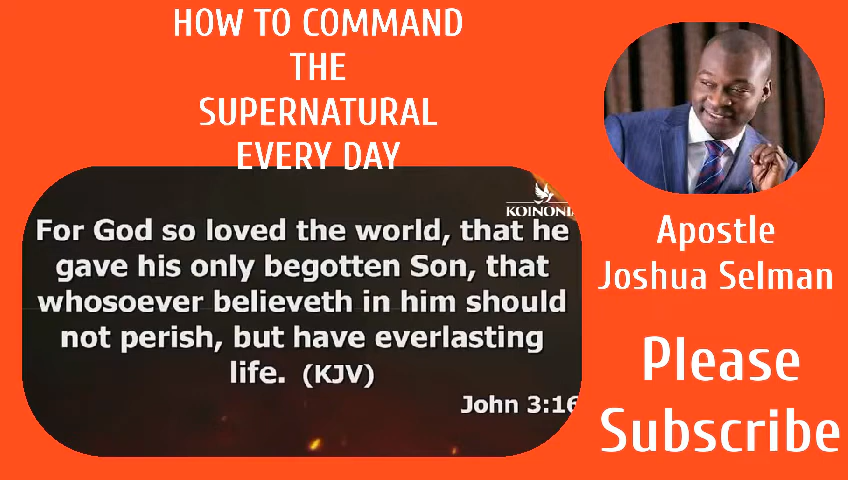 HOW TO COMMAND
THE
SUPERNATURAL
EVERY DAY
KOINONIA
For God so loved the world, that he
gave his only begotten Son, that
whosoever believeth in him should
not perish, but have everlasting
life. (KJV)
John 3:16
Apostle
Joshua Selman
Please
Subscribe